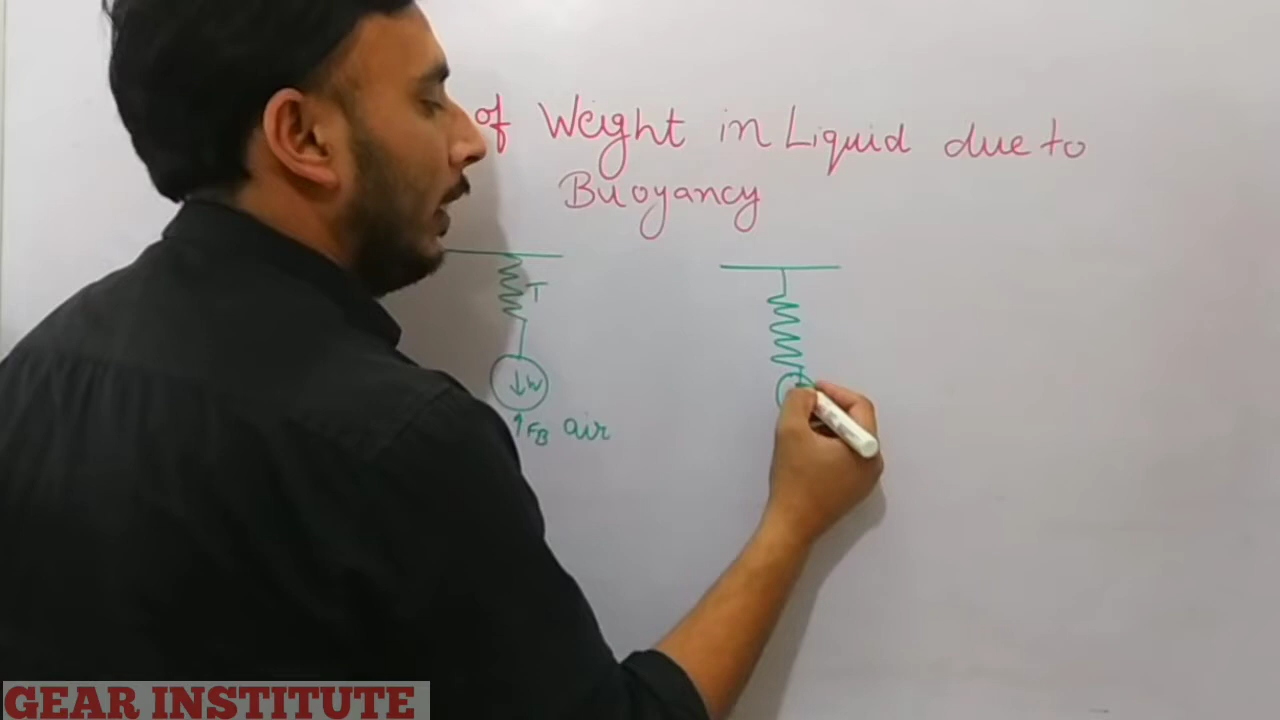 of Weight in Liquid due to
Buoyancy
T
W
FB air
GEAR INSTITUTE